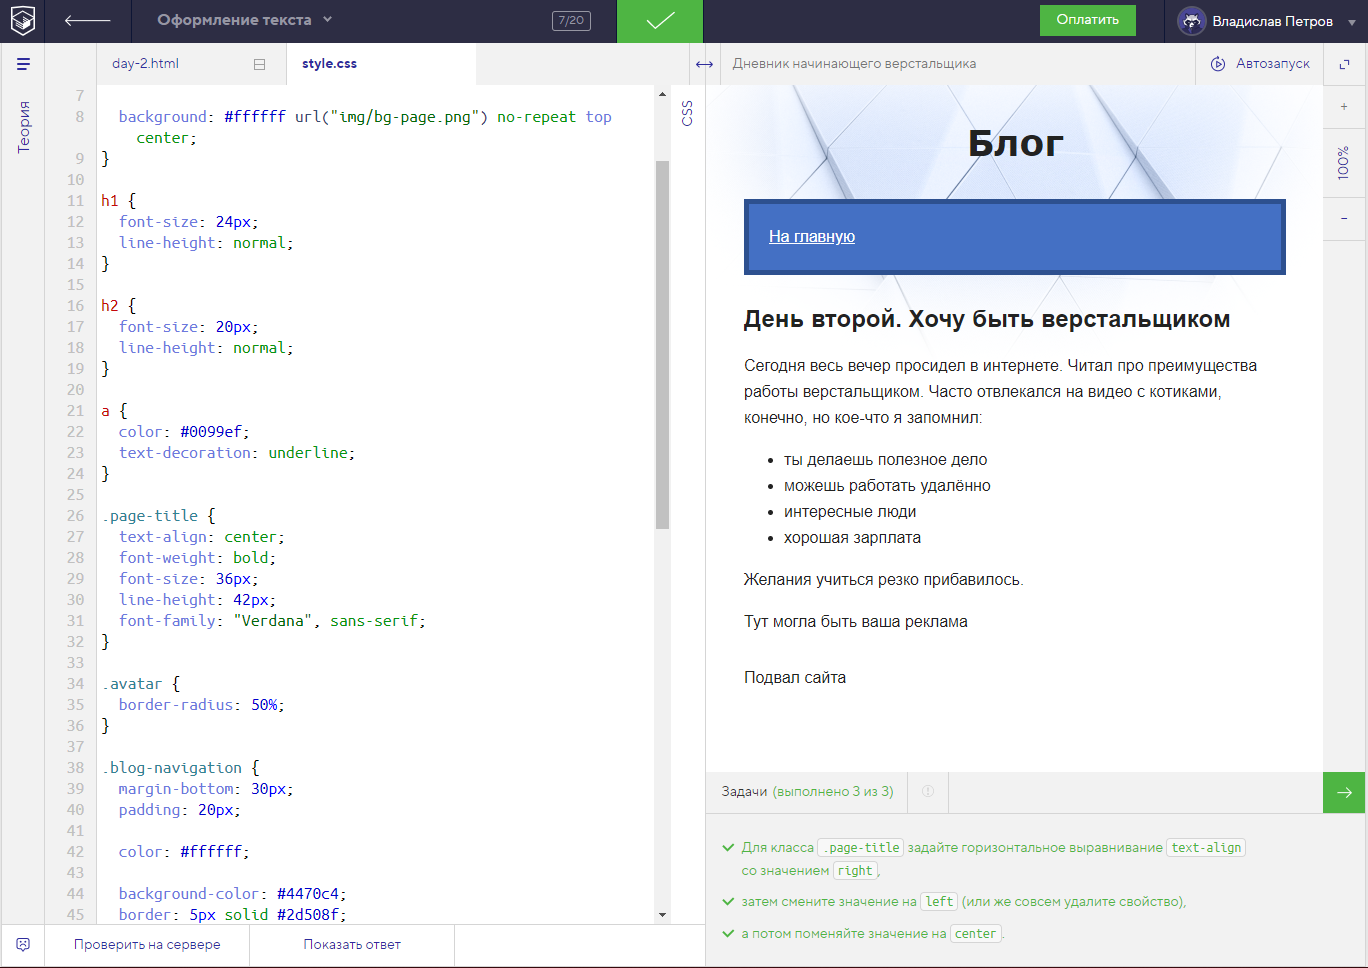 Оформление текста
7/20
Оплатить
Владислав Петров
Теория
day-2.html
style.css
7
8 background: #ffffff url("img/bg-page.png") no-repeat top
center;
9 }
10
11 h1 {
12 font-size: 24px;
13 line-height: normal;
14 }
15
16 h2 {
17 font-size: 20px;
18 line-height: normal;
19 }
20
21 a {
22 color: #0099ef;
23 text-decoration: underline;
24 }
25
26 .page-title {
27 text-align: center;
28 font-weight: bold;
29 font-size: 36px;
30 line-height: 42px;
31 font-family: "Verdana", sans-serif;
32 }
33
34 .avatar {
35 border-radius: 50%;
36 }
37
38 .blog-navigation {
39 margin-bottom: 30px;
40 padding: 20px;
41
42 color: #ffffff;
43
44 background-color: #4470c4;
45 border: 5px solid #2d508f;
CSS
Проверить на сервере
Показать ответ
Дневник начинающего верстальщика
Автозапуск
+
100%
−
Блог
На главную
День второй. Хочу быть верстальщиком
Сегодня весь вечер просидел в интернете. Читал про преимущества
работы верстальщиком. Часто отвлекался на видео с котиками,
конечно, но кое-что я запомнил:
• ты делаешь полезное дело
• можешь работать удалённо
• интересные люди
• хорошая зарплата
Желания учиться резко прибавилось.
Тут могла быть ваша реклама
Подвал сайта
Задачи (выполнено 3 из 3)
Для класса .page-title задайте горизонтальное выравнивание text-align
со значением right,
затем смените значение на left (или же совсем удалите свойство),
а потом поменяйте значение на center.